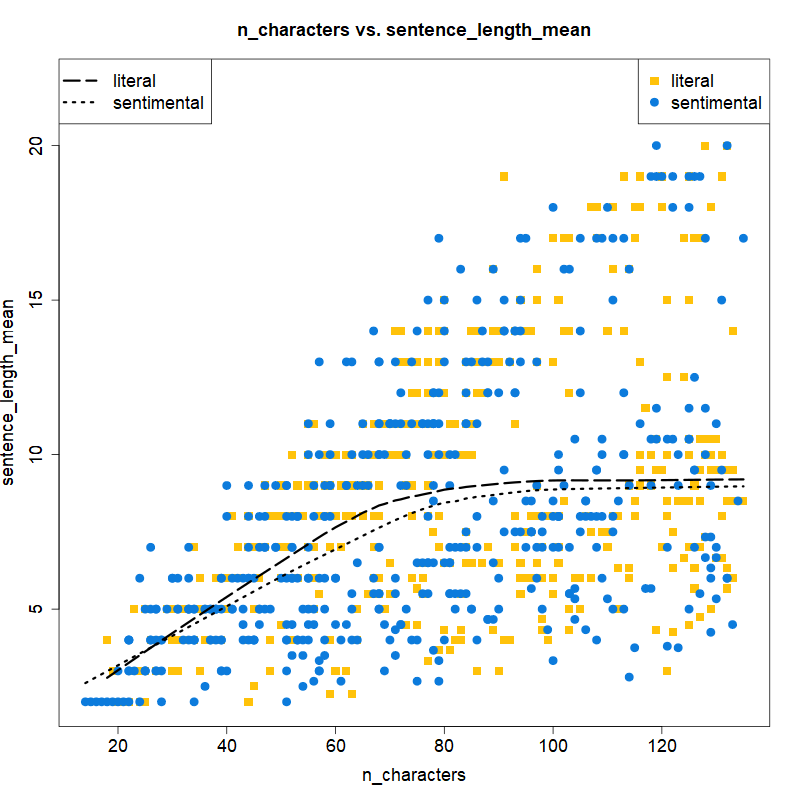 n_characters vs. sentence_length_mean
literal
sentimental
literal
sentimental
sentence_length_mean
20
15
10
5
20
40
60
80
100
120
n_characters